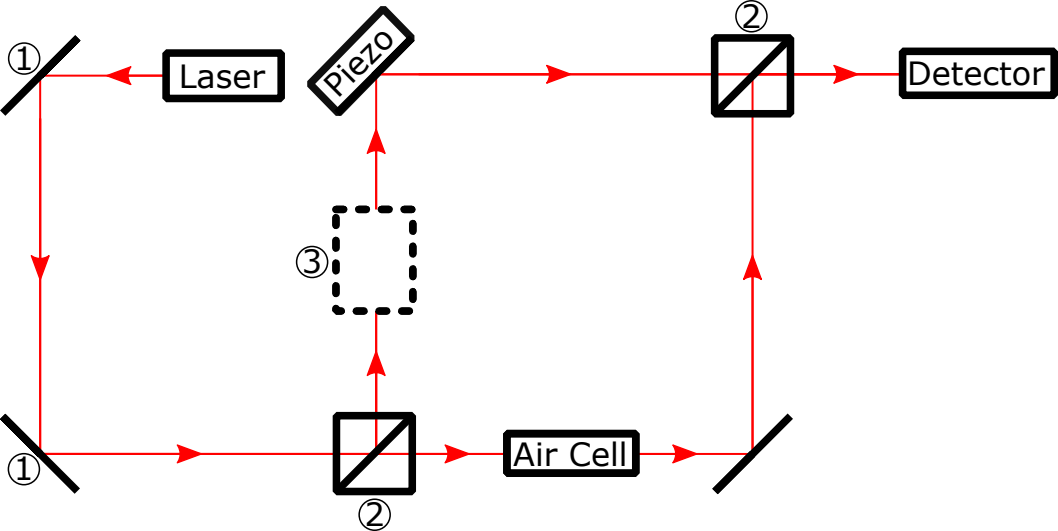 ①
Laser
Piezo
②
Detector
③
①
②
Air Cell